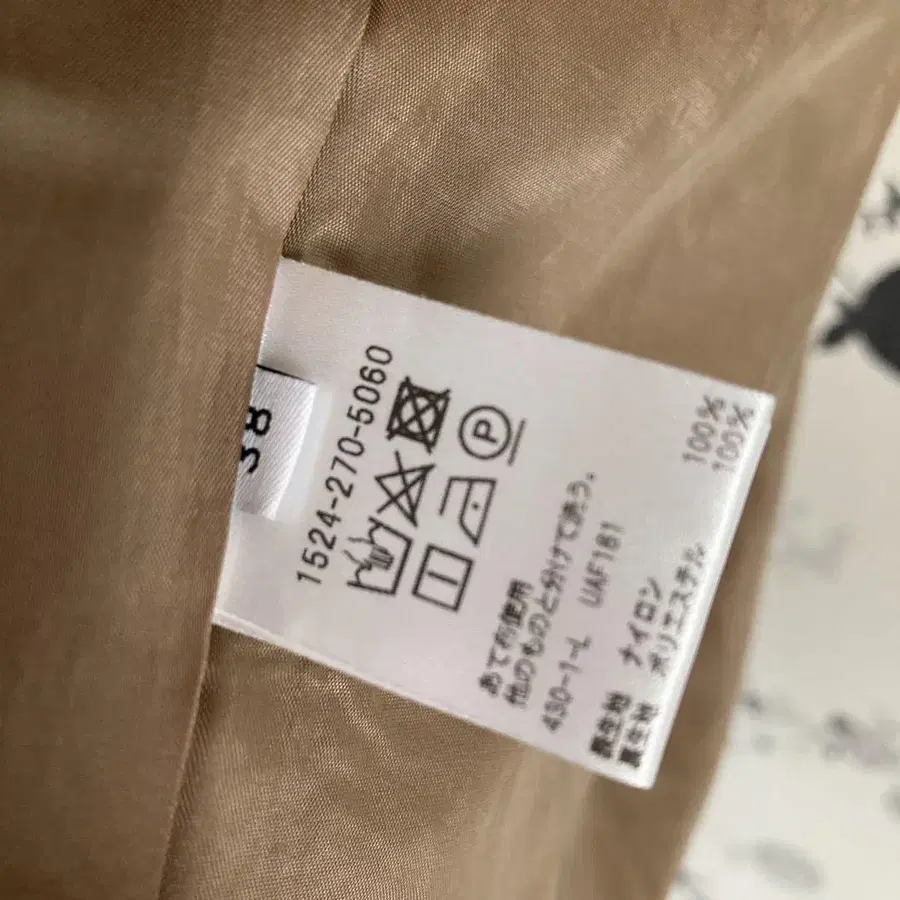 38
1524-270-5060
P
あて布使用
他のものと分けて洗う。
430-1-L UAF181
表生地 ナイロン 100%
裏生地 ポリエステル 100%